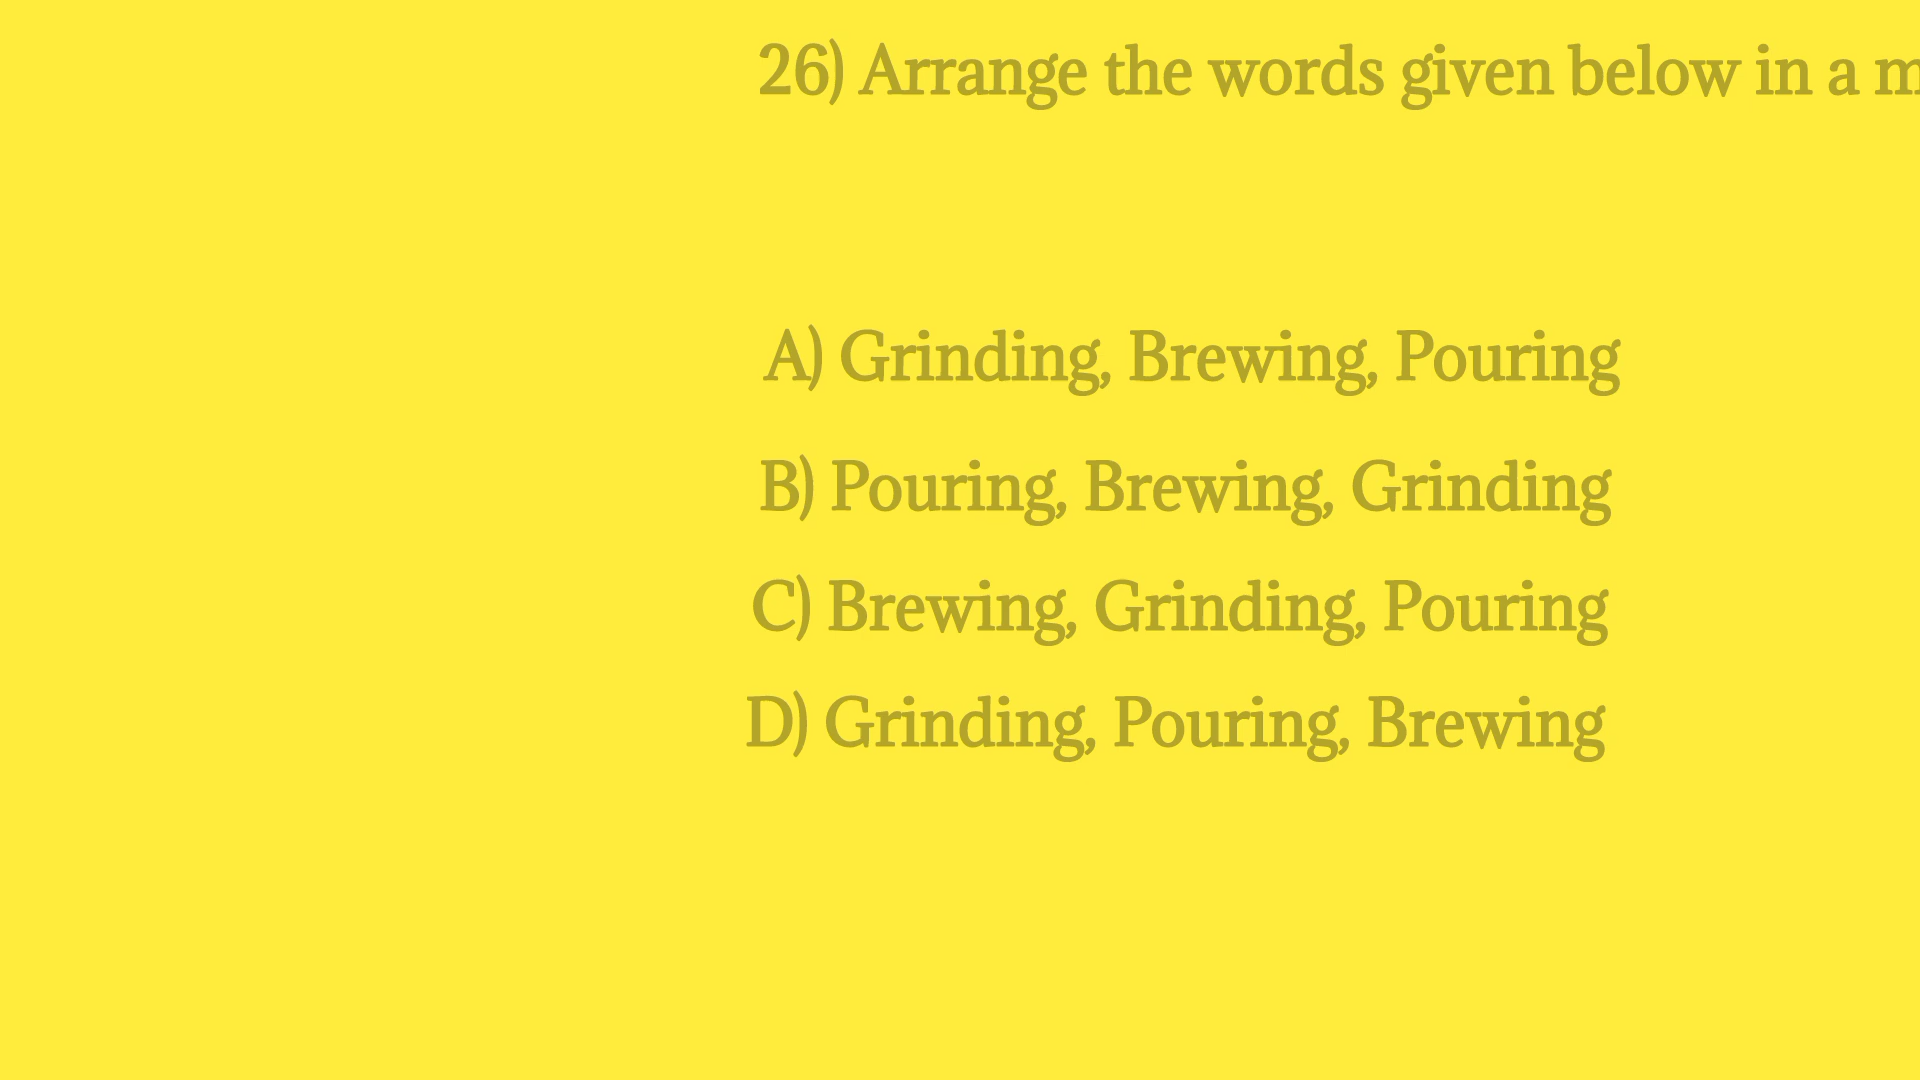 26) Arrange the words given below in a
A) Grinding, Brewing, Pouring
B) Pouring, Brewing, Grinding
C) Brewing, Grinding, Pouring
D) Grinding, Pouring, Brewing